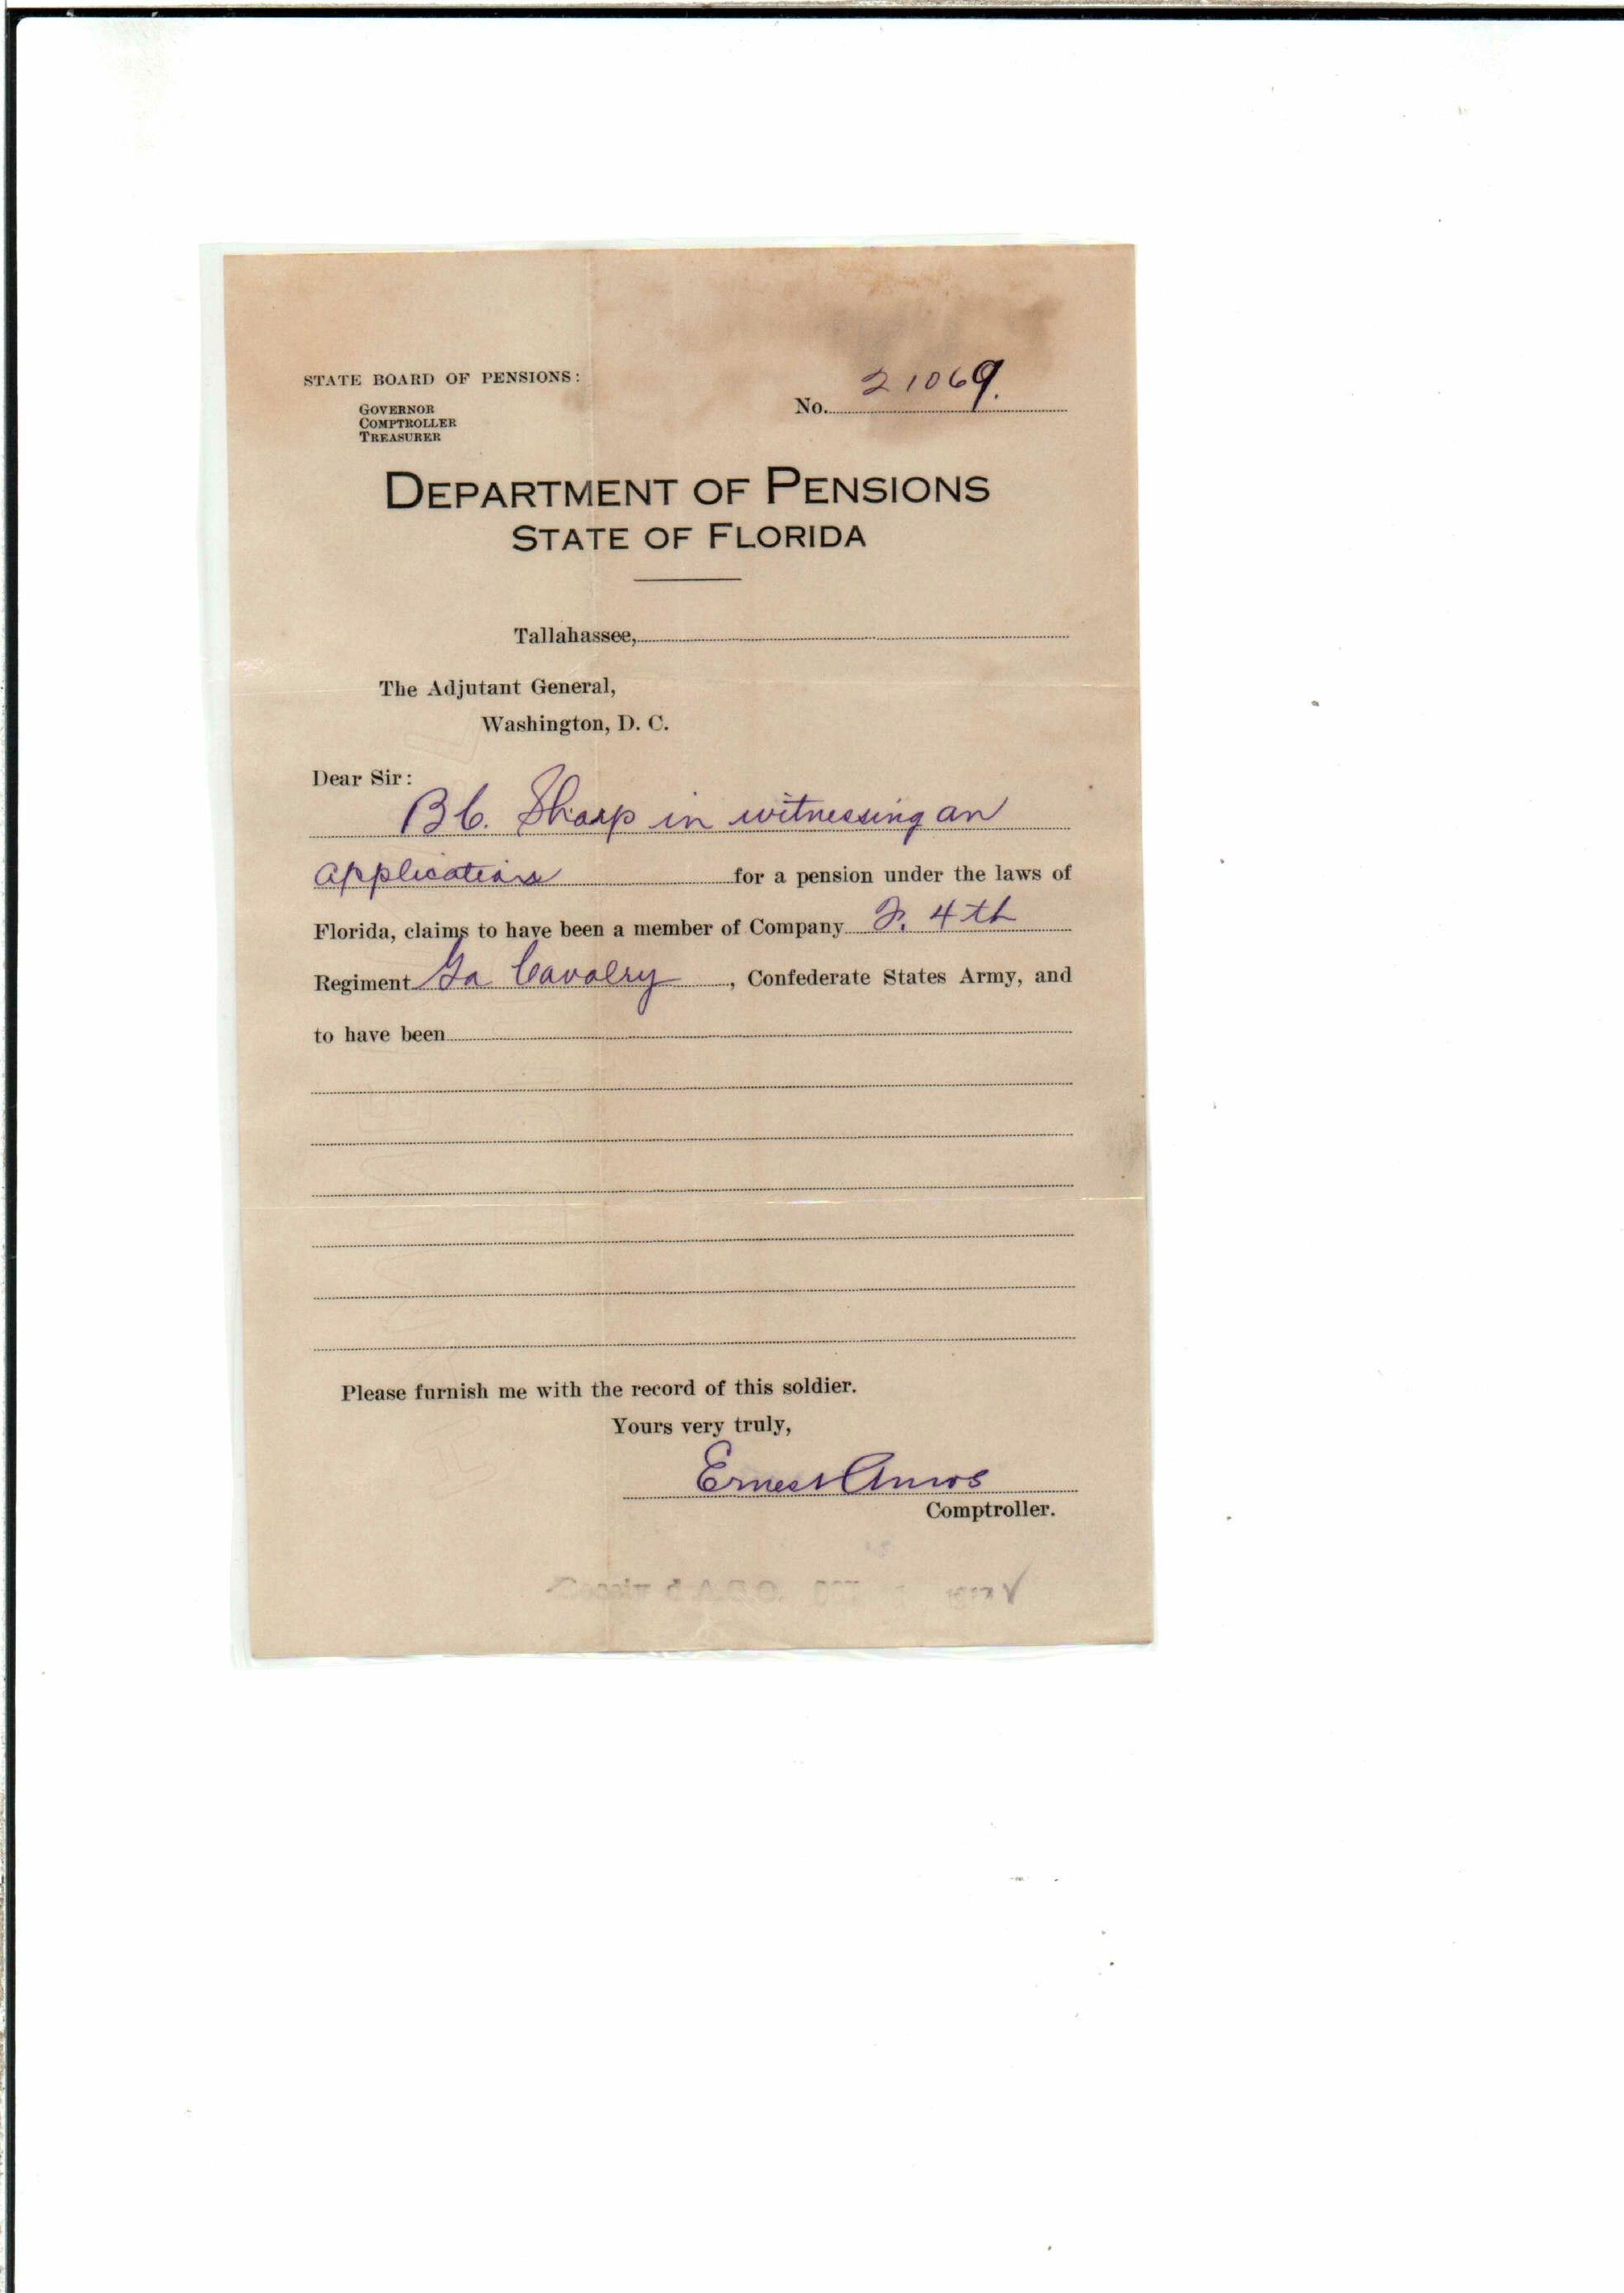 STATE BOARD OF PENSIONS:
GOVERNOR
COMPTROLLER
TREASURER
No. 21069.
DEPARTMENT OF PENSIONS
STATE OF FLORIDA
Tallahassee,
The Adjutant General,
Washington, D. C.
Dear Sir:
B C. Sharp in witnessing an
application for a pension under the laws of
Florida, claims to have been a member of Company F. 4th
Regiment Ga Cavalry, Confederate States Army, and
to have been
Please furnish me with the record of this soldier.
Yours very truly,
Ernest Amos
Comptroller.